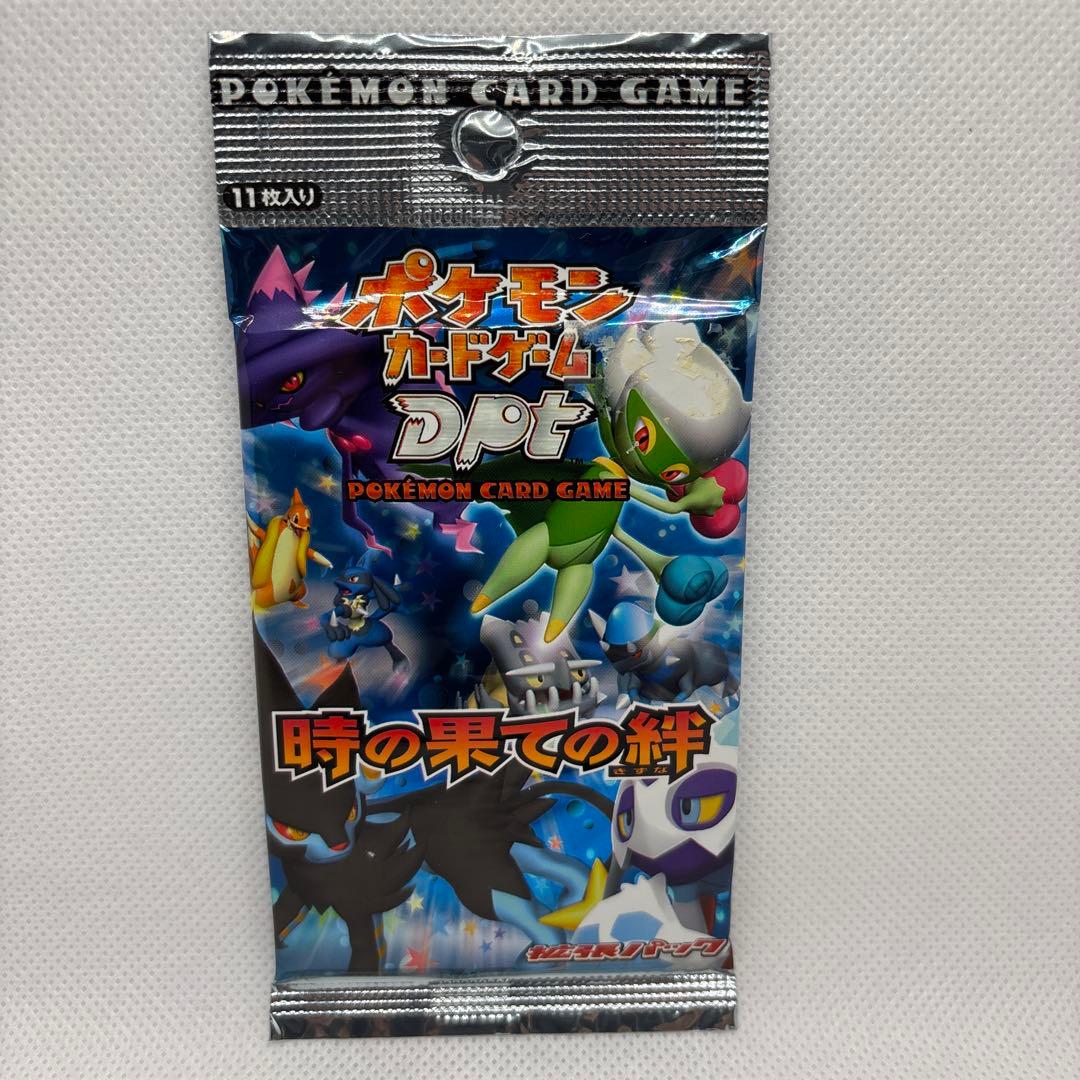 POKÉMON CARD GAME
11枚入り
ポケモン
カードゲーム
DPt
TM
POKÉMON CARD GAME
時の果ての絆
きずな
拡張パック